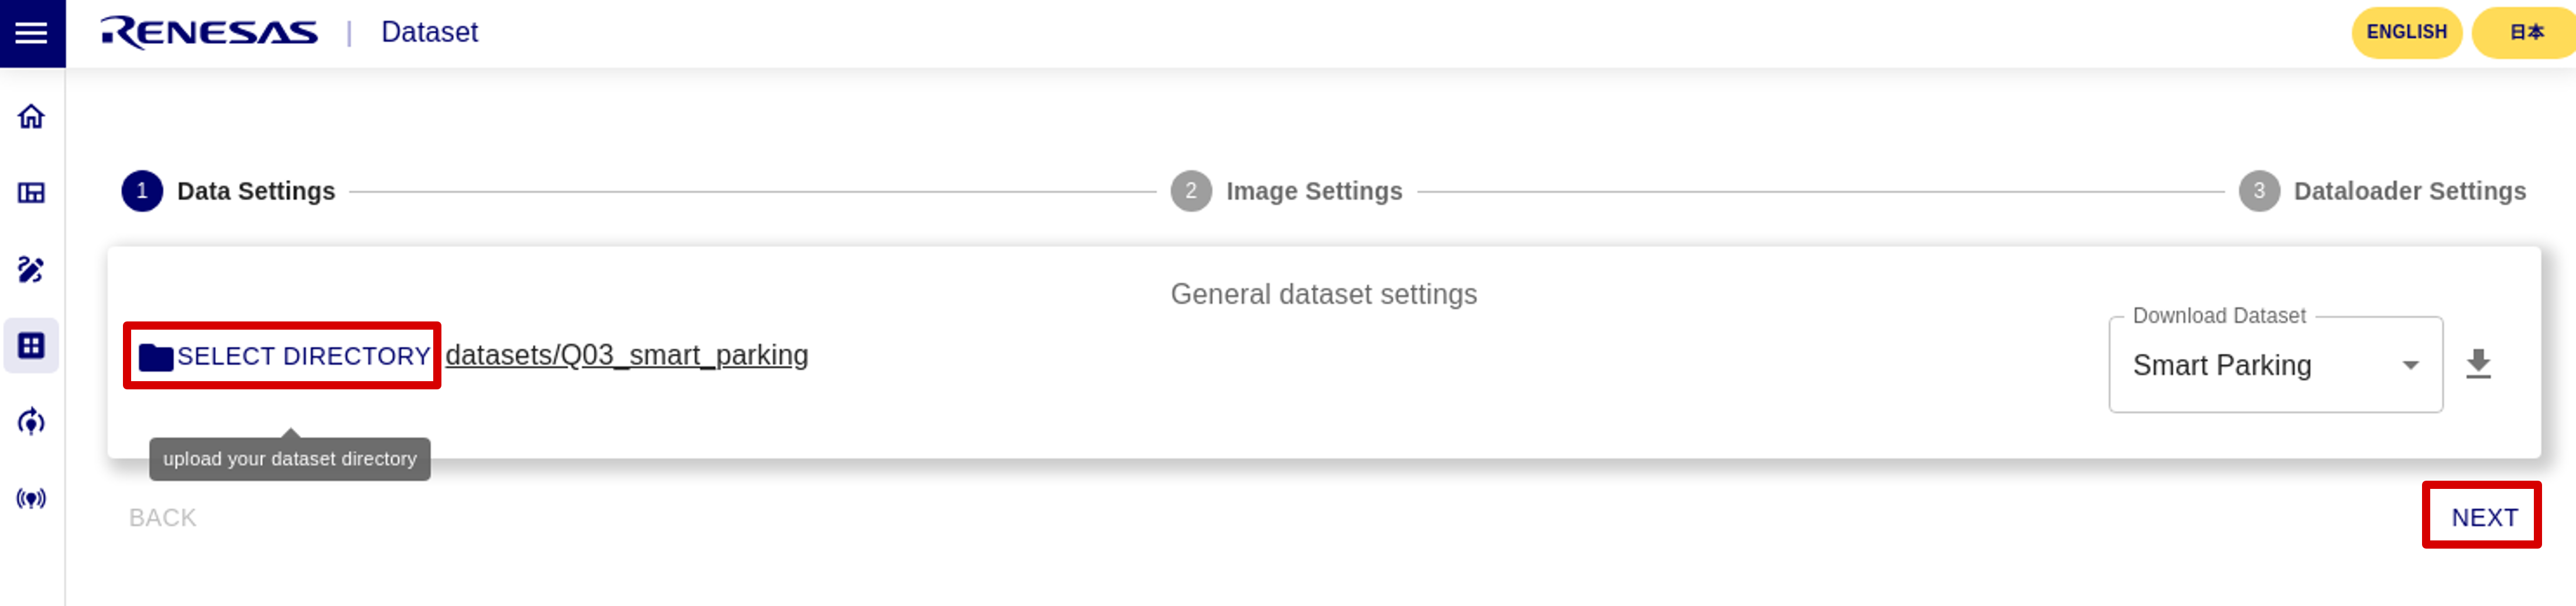 RENESAS | Dataset
ENGLISH
日本
1 Data Settings
2 Image Settings
3 Dataloader Settings
General dataset settings
SELECT DIRECTORY datasets/Q03_smart_parking
Download Dataset
Smart Parking
upload your dataset directory
BACK
NEXT